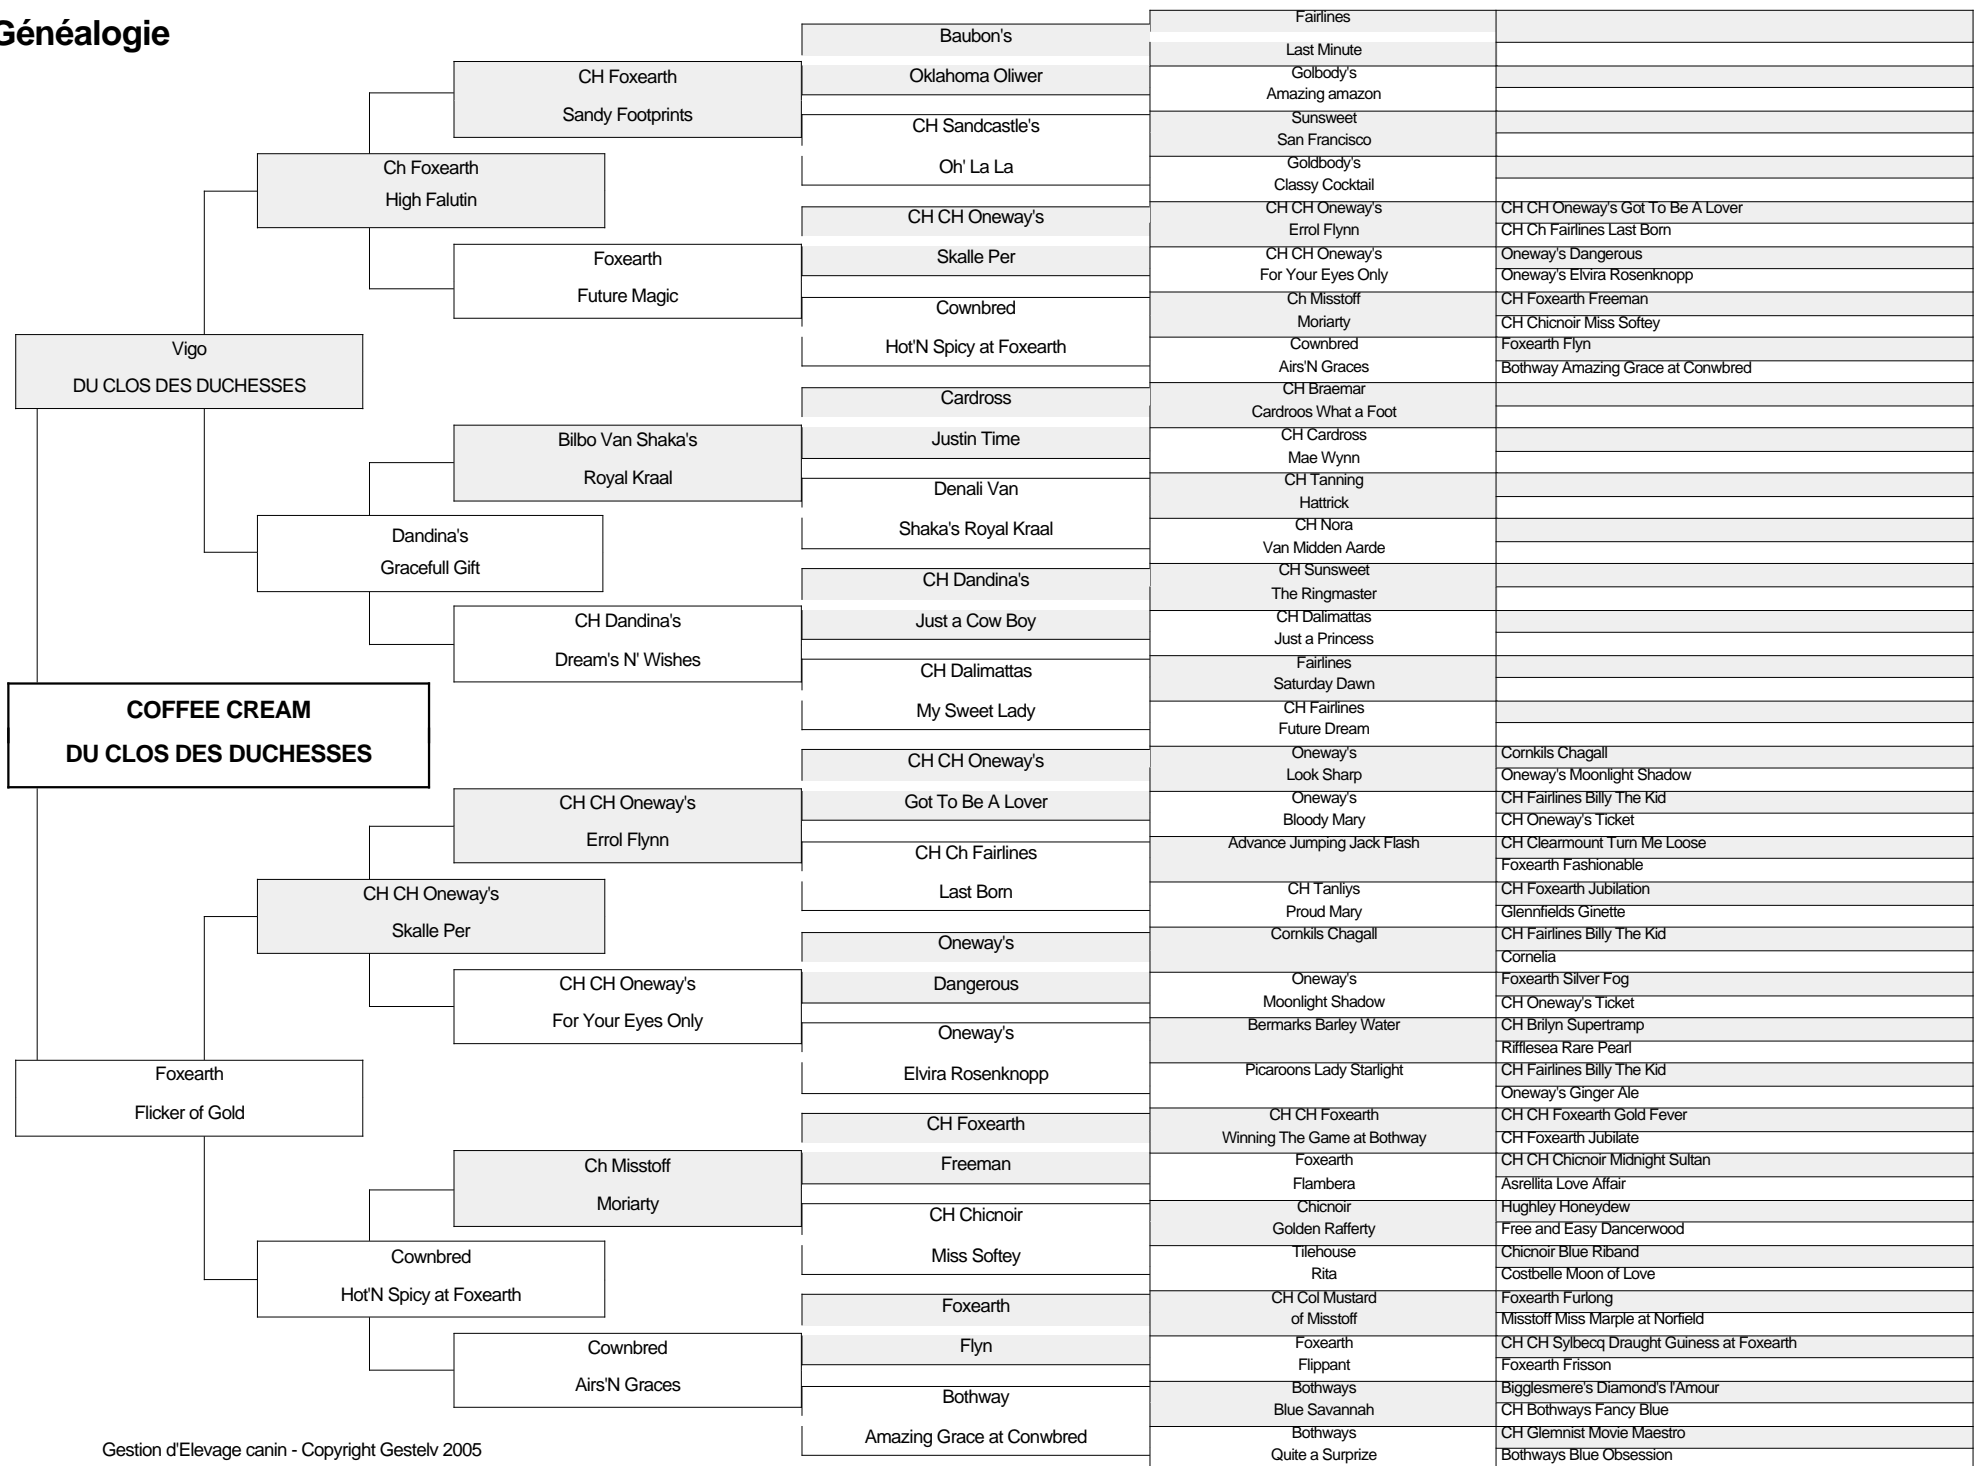 Généalogie
Vigo
DU CLOS DES DUCHESSES
COFFEE CREAM
DU CLOS DES DUCHESSES
Foxearth
Flicker of Gold
Ch Foxearth
High Falutin
Dandina's
Gracefull Gift
CH CH Oneway's
Skalle Per
Cownbred
Hot'N Spicy at Foxearth
CH Foxearth
Sandy Footprints
Foxearth
Future Magic
Bilbo Van Shaka's
Royal Kraal
CH Dandina's
Dream's N' Wishes
CH CH Oneway's
Errol Flynn
CH CH Oneway's
For Your Eyes Only
Ch Misstoff
Moriarty
Cownbred
Airs'N Graces
Baubon's
Oklahoma Oliwer
CH Sandcastle's
Oh' La La
CH CH Oneway's
Skalle Per
Cownbred
Hot'N Spicy at Foxearth
Cardross
Justin Time
Denali Van
Shaka's Royal Kraal
CH Dandina's
Just a Cow Boy
CH Dalimattas
My Sweet Lady
CH CH Oneway's
Got To Be A Lover
CH Ch Fairlines
Last Born
Oneway's
Dangerous
Oneway's
Elvira Rosenknopp
CH Foxearth
Freeman
CH Chicnoir
Miss Softey
Foxearth
Flyn
Bothway
Amazing Grace at Conwbred
Fairlines
Last Minute
Golbody's
Amazing amazon
Sunsweet
San Francisco
Goldbody's
Classy Cocktail
CH CH Oneway's
Errol Flynn
CH CH Oneway's
For Your Eyes Only
Ch Misstoff
Moriarty
Cownbred
Airs'N Graces
CH Braemar
Cardroos What a Foot
CH Cardross
Mae Wynn
CH Tanning
Hattrick
CH Nora
Van Midden Aarde
CH Sunsweet
The Ringmaster
CH Dalimattas
Just a Princess
Fairlines
Saturday Dawn
CH Fairlines
Future Dream
Oneway's
Look Sharp
Oneway's
Bloody Mary
Advance Jumping Jack Flash
CH Tanliys
Proud Mary
Cornkils Chagall
Oneway's
Moonlight Shadow
Bermarks Barley Water
Picaroons Lady Starlight
CH CH Foxearth
Winning The Game at Bothway
Foxearth
Flambera
Chicnoir
Golden Rafferty
Tilehouse
Rita
CH Col Mustard
of Misstoff
Foxearth
Flippant
Bothways
Blue Savannah
Bothways
Quite a Surprize
CH CH Oneway's Got To Be A Lover
CH Ch Fairlines Last Born
Oneway's Dangerous
Oneway's Elvira Rosenknopp
CH Foxearth Freeman
CH Chicnoir Miss Softey
Foxearth Flyn
Bothway Amazing Grace at Conwbred
Cornkils Chagall
Oneway's Moonlight Shadow
CH Fairlines Billy The Kid
CH Oneway's Ticket
CH Clearmount Turn Me Loose
Foxearth Fashionable
CH Foxearth Jubilation
Glennfields Ginette
CH Fairlines Billy The Kid
Cornelia
Foxearth Silver Fog
CH Oneway's Ticket
CH Brilyn Supertramp
Rifflesea Rare Pearl
CH Fairlines Billy The Kid
Oneway's Ginger Ale
CH CH Foxearth Gold Fever
CH Foxearth Jubilate
CH CH Chicnoir Midnight Sultan
Asrellita Love Affair
Hughley Honeydew
Free and Easy Dancerwood
Chicnoir Blue Riband
Costbelle Moon of Love
Foxearth Furlong
Misstoff Miss Marple at Norfield
CH CH Sylbecq Draught Guiness at Foxearth
Foxearth Frisson
Bigglesmere's Diamond's l'Amour
CH Bothways Fancy Blue
CH Glemnist Movie Maestro
Bothways Blue Obsession
Gestion d'Elevage canin - Copyright Gestelv 2005